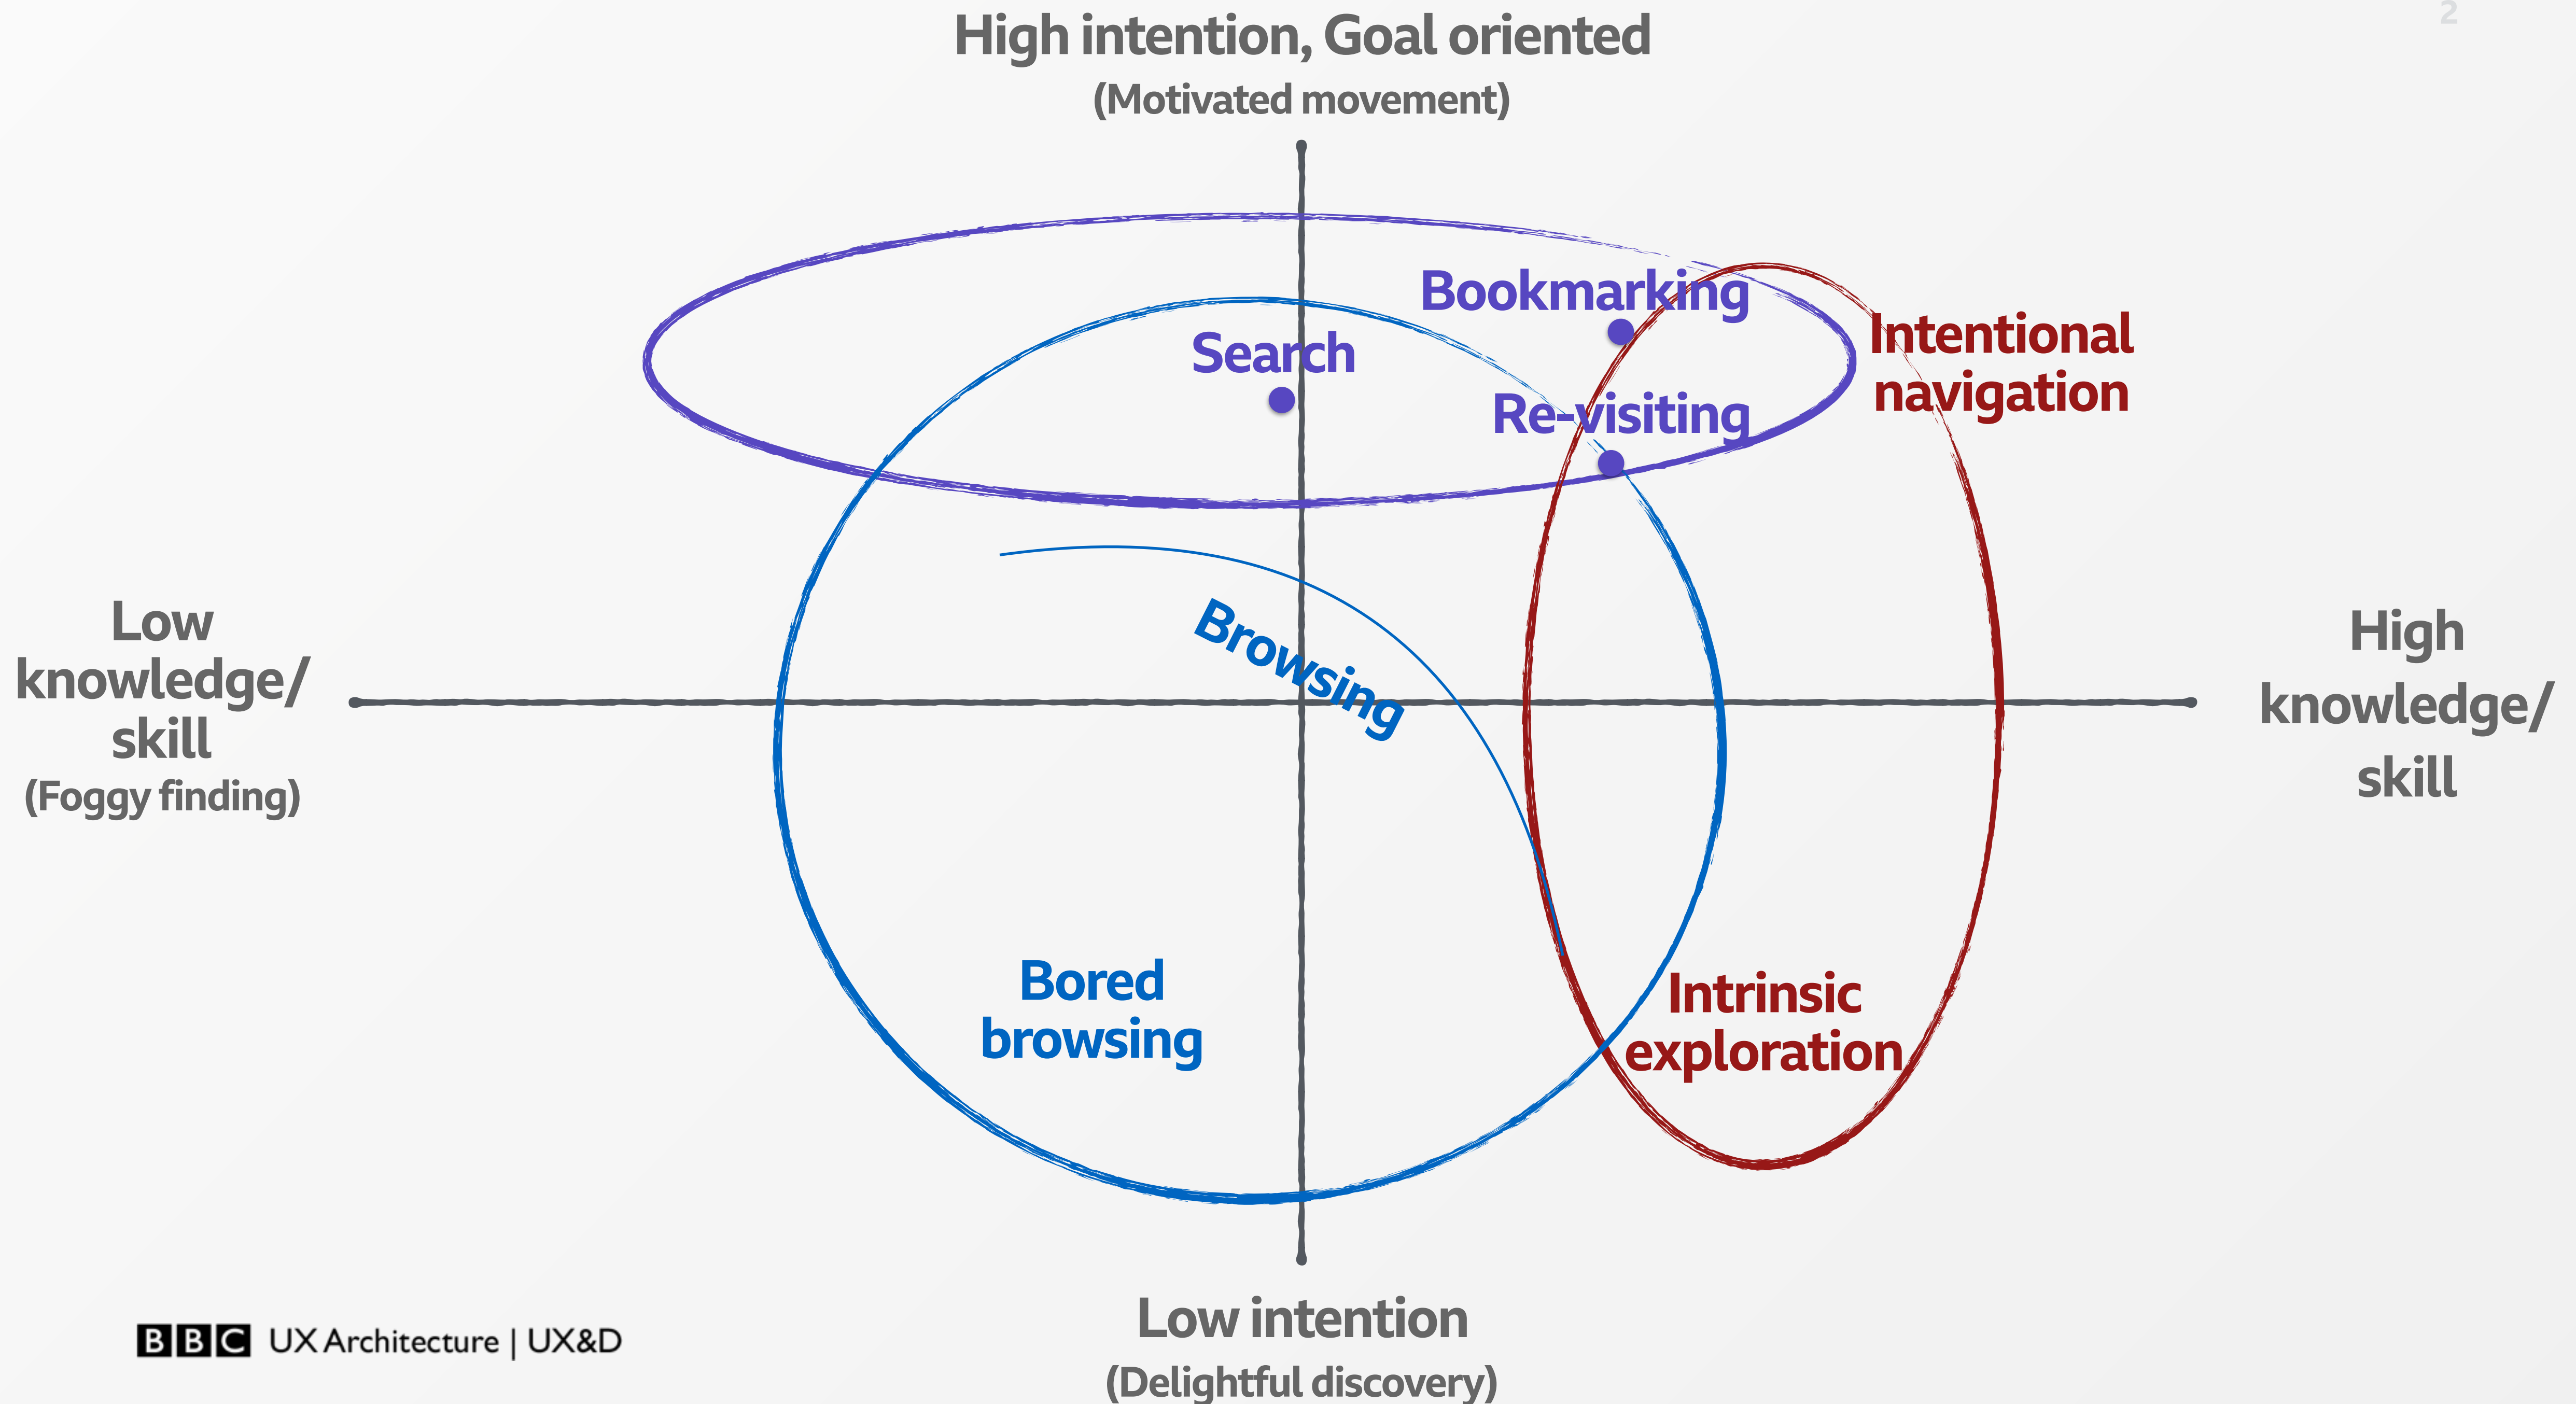 2
High intention, Goal oriented
(Motivated movement)
Bookmarking
Search
Re-visiting
Intentional
navigation
Low
knowledge/
skill
(Foggy finding)
Browsing
High
knowledge/
skill
Bored
browsing
Intrinsic
exploration
Low intention
(Delightful discovery)
BBC UX Architecture | UX&D